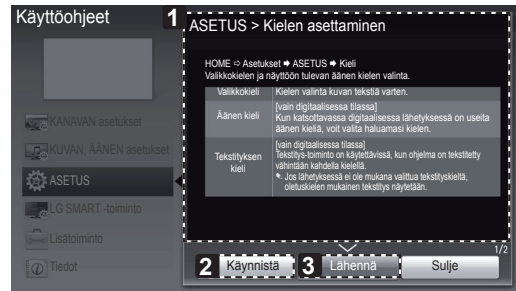 Käyttöohjeet
1
ASETUS > Kielen asettaminen
HOME ⇨ Asetukset ➡ ASETUS ➡ Kieli
Valikkokielen ja näyttöön tulevan äänen kielen valinta.
Valikkokieli Kielen valinta kuvan tekstiä varten.
Äänen kieli
[vain digitaalisessa tilassa]
Kun katsottavassa digitaalisessa lähetyksessä on useita
äänen kieliä, voit valita haluamasi kielen.
Tekstityksen
kieli
[vain digitaalisessa tilassa]
Tekstitys-toiminto on käytettävissä, kun ohjelma on tekstitetty
vähintään kahdella kielellä.
Jos lähetyksessä ei ole mukana valittua tekstityskieltä,
oletuskielen mukainen tekstitys näytetään.
KANAVAN asetukset
KUVAN, ÄÄNEN asetukset
ASETUS
LG SMART -toiminto
Lisätoiminto
Tiedot
1/2
2 Käynnistä 3 Lähennä Sulje